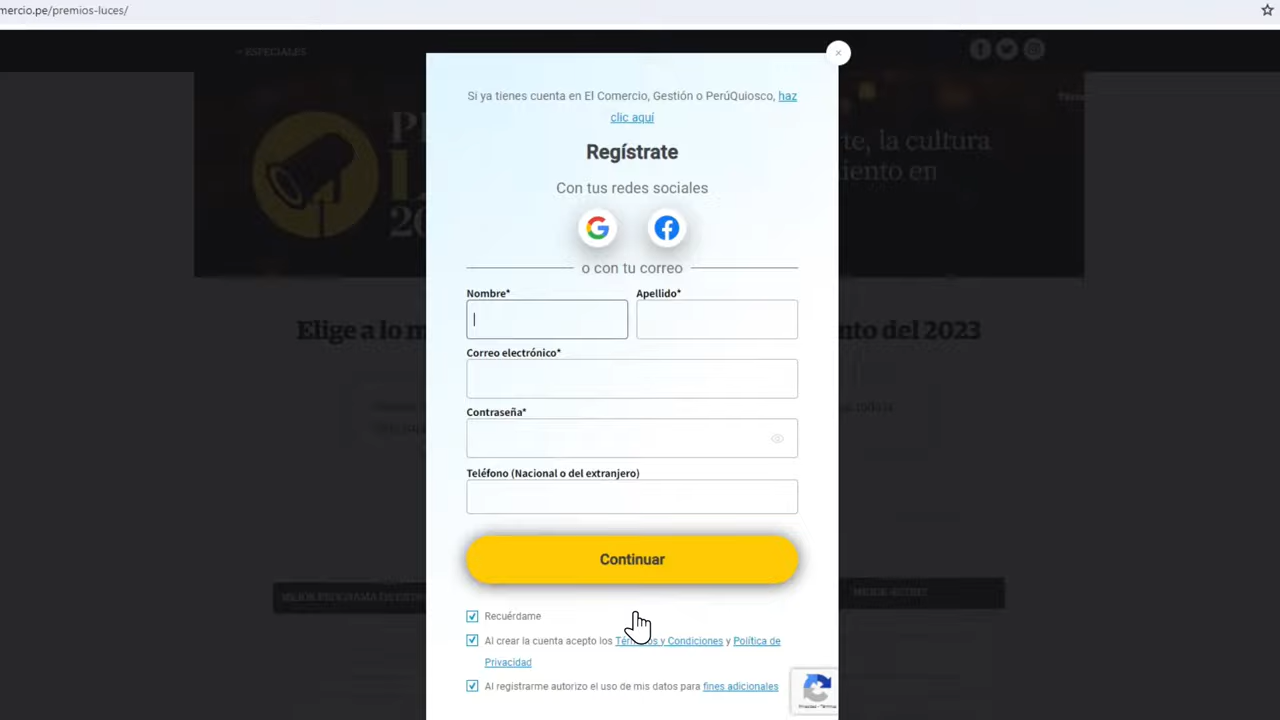 mercio.pe/premios-luces/
ESPECIALES
Si ya tienes cuenta en El Comercio, Gestión o PerúQuiosco, haz
clic aquí
Regístrate
te, la cultura
iento en
Con tus redes sociales
o con tu correo
Nombre*
Apellido*
Elige a lo m
nto del 2023
Correo electrónico*
Contraseña*
Teléfono (Nacional o del extranjero)
Continuar
Recuérdame
Al crear la cuenta acepto los Términos y Condiciones y Política de
Privacidad
Al registrarme autorizo el uso de mis datos para fines adicionales